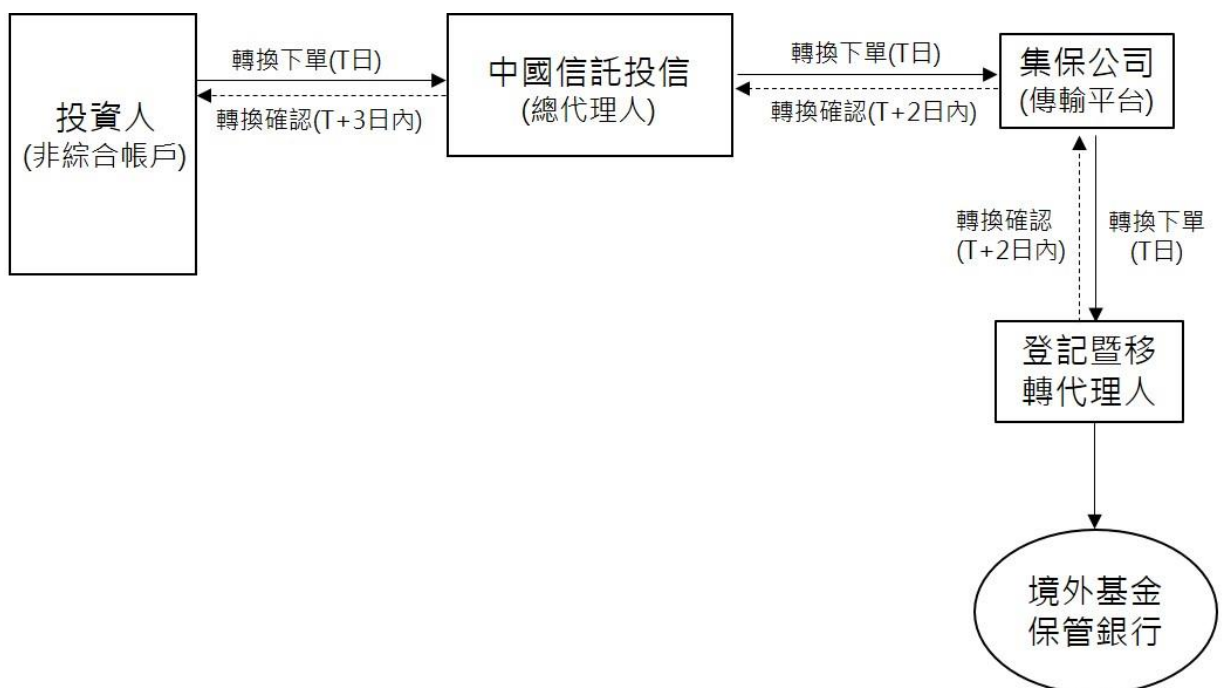 投資人
(非綜合帳戶)
轉換下單(T日)
轉換確認(T+3日內)
中國信託投信
(總代理人)
轉換下單(T日)
轉換確認(T+2日內)
集保公司
(傳輸平台)
轉換確認
(T+2日內)
轉換下單
(T日)
登記暨移
轉代理人
境外基金
保管銀行